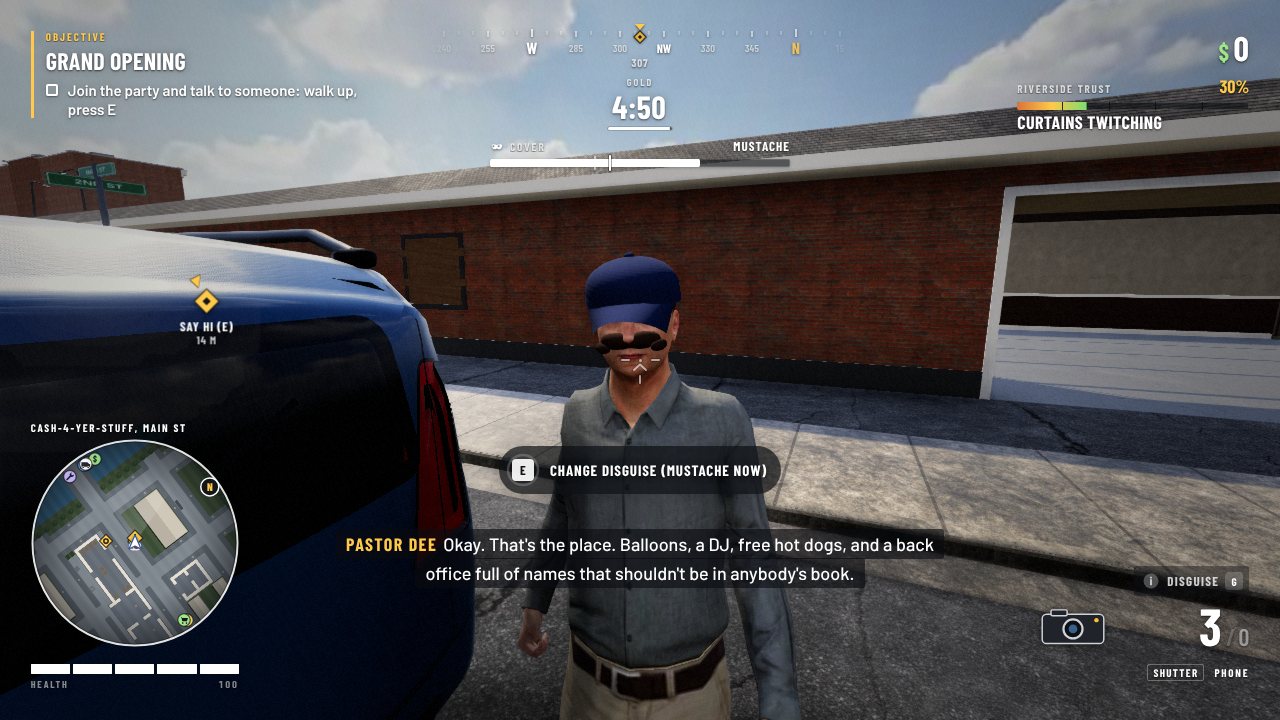 OBJECTIVE
GRAND OPENING
Join the party and talk to someone: walk up,
press E
240 255 W 285 300 NW 330 345 N 15
307
GOLD
4:50
COVER MUSTACHE
$0
RIVERSIDE TRUST 30%
CURTAINS TWITCHING
2ND ST
SAY HI (E)
14 M
E CHANGE DISGUISE (MUSTACHE NOW)
PASTOR DEE Okay. That's the place. Balloons, a DJ, free hot dogs, and a back
office full of names that shouldn't be in anybody's book.
CASH-4-YER-STUFF, MAIN ST
$
N
HEALTH 100
i DISGUISE G
3 / 0
SHUTTER PHONE